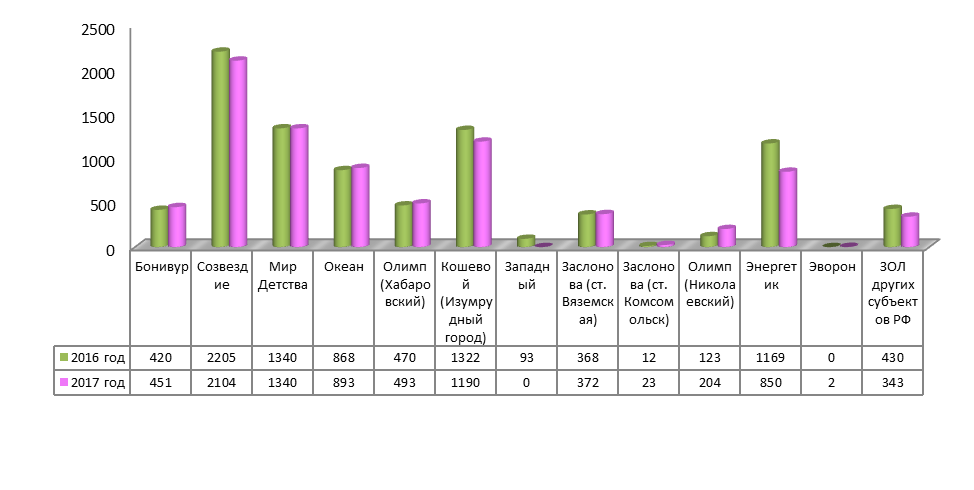 2500
2000
1500
1000
500
0
Бонивур
Созвезд
ие
Мир
Детства
Океан
Олимп
(Хабаро
вский)
Кошево
й
(Изумру
дный
город)
Западн
ый
Заслоно
ва (ст.
Вяземск
ая)
Заслоно
ва (ст.
Комсом
ольск)
Олимп
(Никола
евский)
Энергет
ик
Эворон
ЗОЛ
других
субъект
ов РФ
2016 год 420 2205 1340 868 470 1322 93 368 12 123 1169 0 430
2017 год 451 2104 1340 893 493 1190 0 372 23 204 850 2 343